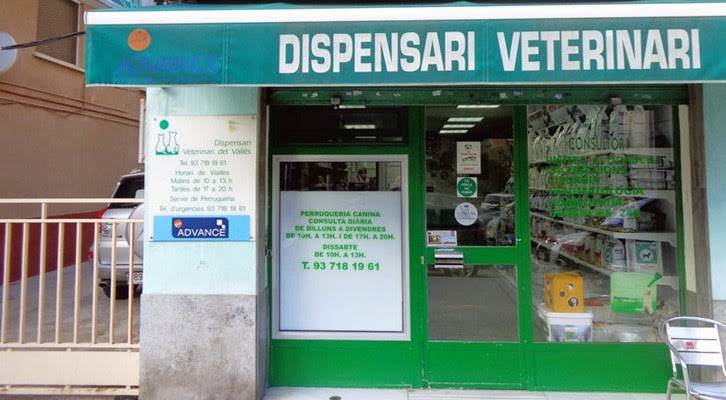 ADVANCE
DISPENSARI VETERINARI
Dispensari
Veterinari del Vallès
Tel. 93 718 19 61
Horari de Visites
Matins de 10 a 13 h
Tardes de 17 a 20 h
Servei de Perruqueria
Tel. d'urgències 93 718 19 61
ADVANCE
PERRUQUERIA CANINA
CONSULTA DIÀRIA
DE DILLUNS A DIVENDRES
DE 10H. A 13H. I DE 17H. A 20H.
DISSABTE
DE 10H. A 13H.
T. 93 718 19 61
CONSULTORI